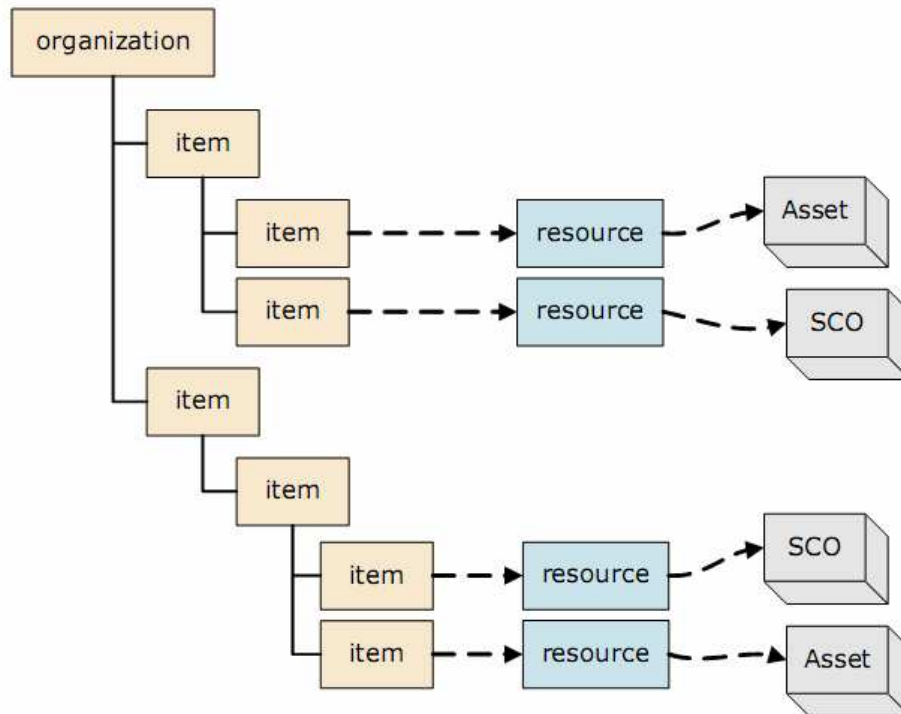 organization
item
item
resource
Asset
item
resource
SCO
item
item
item
resource
SCO
item
resource
Asset